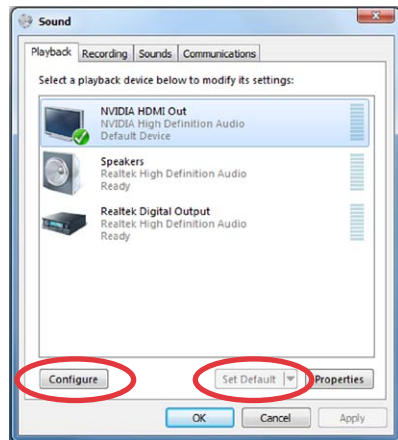 Sound
Playback Recording Sounds Communications
Select a playback device below to modify its settings:
NVIDIA HDMI Out
NVIDIA High Definition Audio
Default Device
Speakers
Realtek High Definition Audio
Ready
Realtek Digital Output
Realtek High Definition Audio
Ready
Configure Set Default Properties
OK Cancel Apply